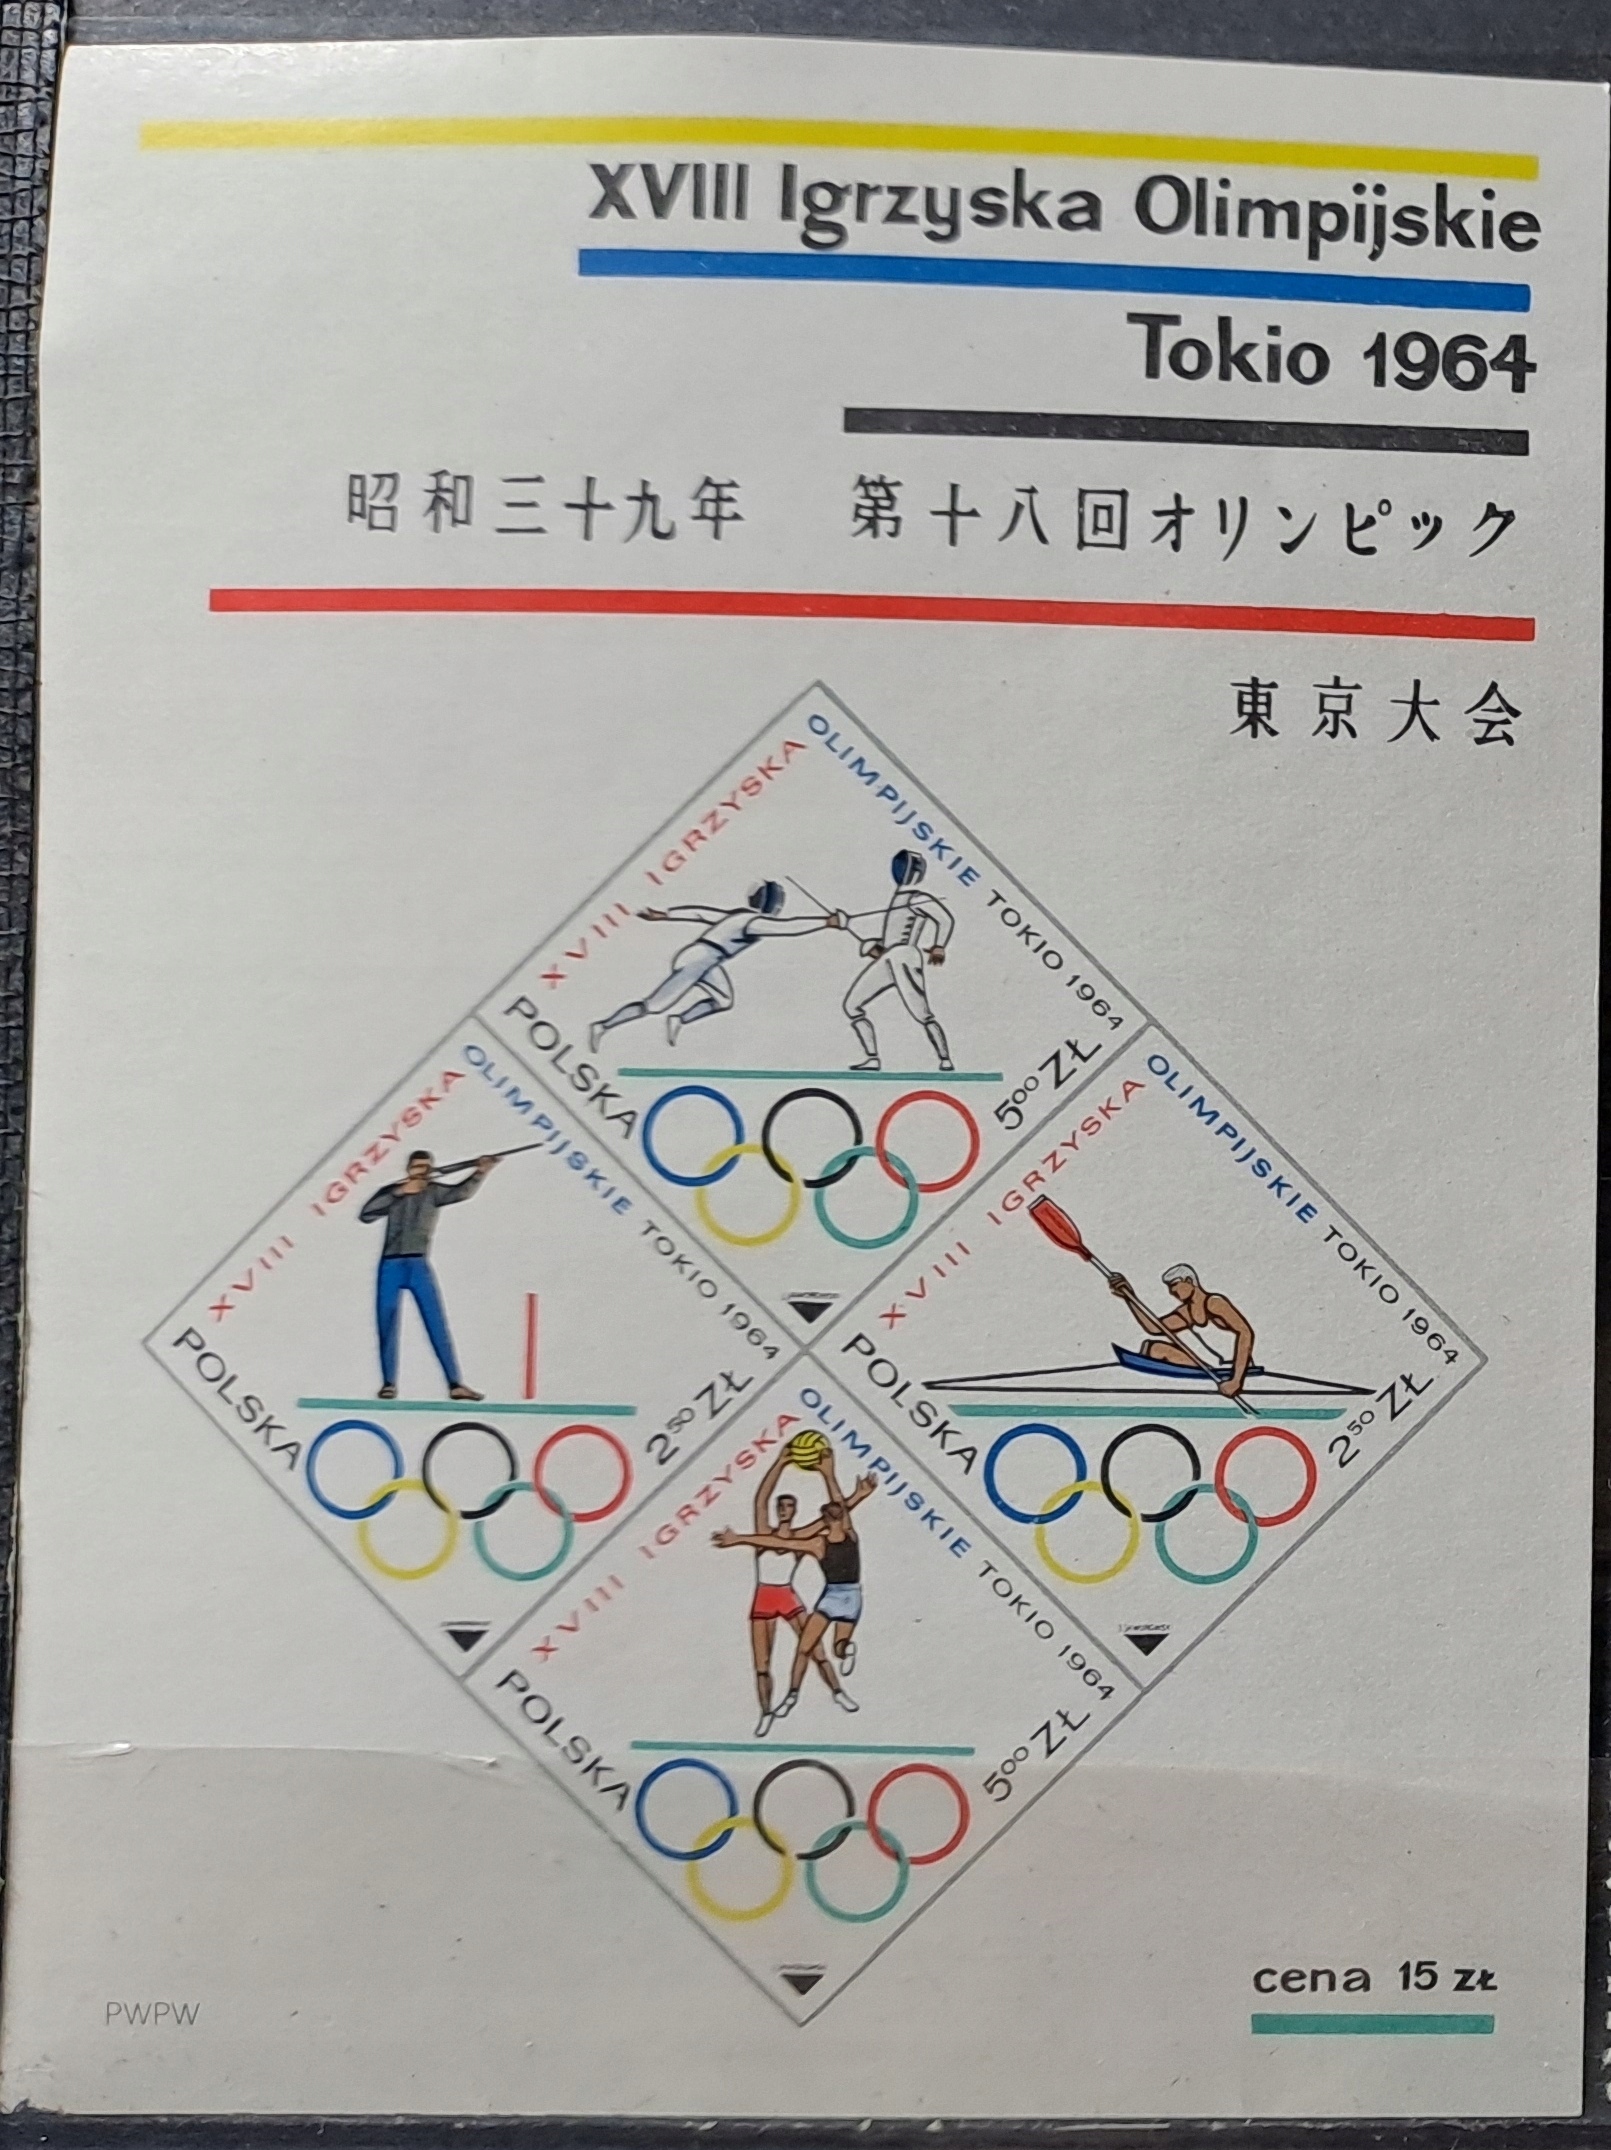 XVIII Igrzyska Olimpijskie
Tokio 1964
昭和三十九年 第十八回オリンピック
東京大会
XVIII IGRZYSKA OLIMPIJSKIE TOKIO 1964
POLSKA
5⁰⁰ ZŁ
XVIII IGRZYSKA OLIMPIJSKIE TOKIO 1964
POLSKA
2⁵⁰ ZŁ
XVIII IGRZYSKA OLIMPIJSKIE TOKIO 1964
POLSKA
2⁵⁰ ZŁ
XVIII IGRZYSKA OLIMPIJSKIE TOKIO 1964
POLSKA
5⁰⁰ ZŁ
cena 15 zł
PWPW